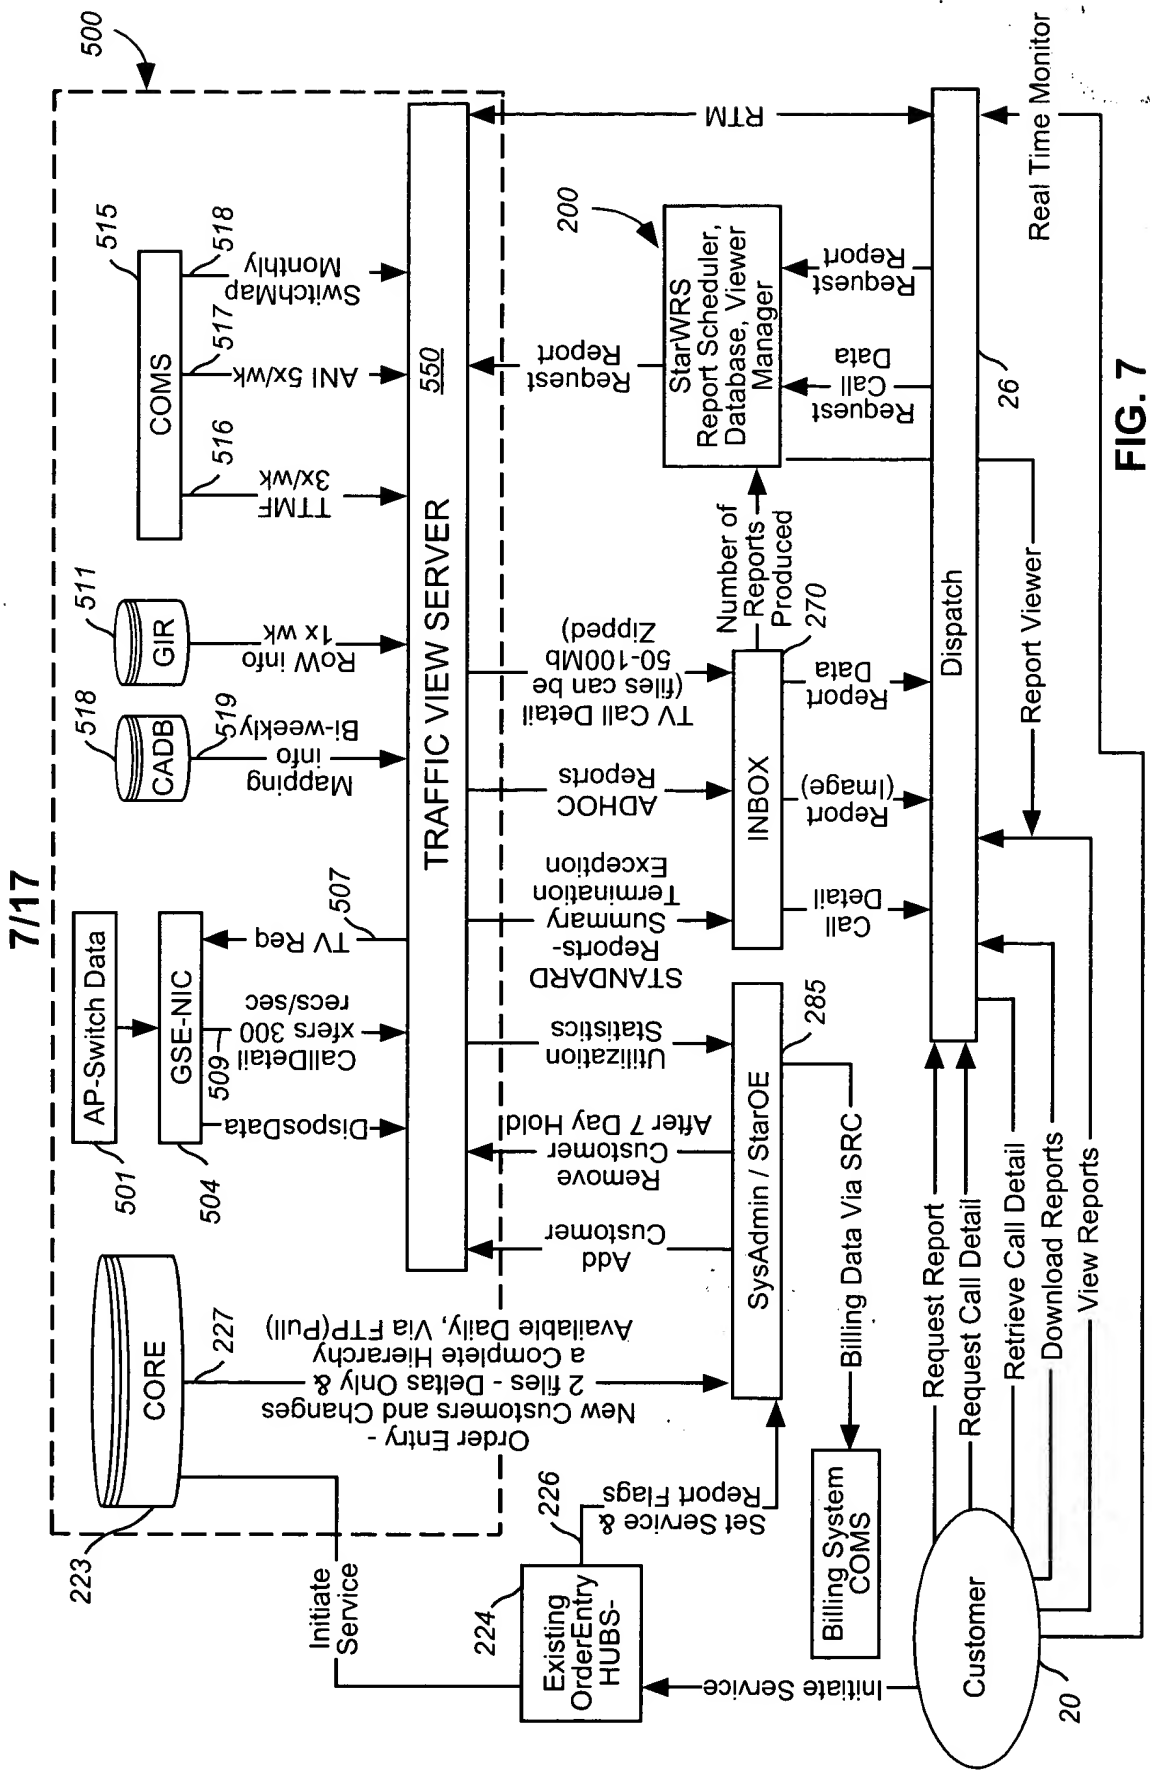 7/17
500
223
CORE
227
Order Entry -
New Customers and Changes
2 files - Deltas Only &
a Complete Hierarchy
Available Daily, Via FTP(Pull)
501
AP-Switch Data
504
GSE-NIC
DisposData
509
CallDetail
xfers 300
recs/sec
TV Req
507
518
CADB
519
Mapping
info
Bi-weekly
511
GIR
RoW info
1x wk
515
COMS
516
TTMF
3x/wk
517
ANI 5x/wk
518
SwitchMap
Monthly
TRAFFIC VIEW SERVER
550
Initiate
Service
224
226
Existing
OrderEntry
HUBS-
Set Service &
Report Flags
Add
Customer
Remove
Customer
After 7 Day Hold
Utilization
Statistics
STANDARD
Reports-
Summary
Termination
Exception
ADHOC
Reports
TV Call Detail
(files can be
50-100Mb
Zipped)
Request
Report
RTM
SysAdmin / StarOE
285
INBOX
270
Number of
Reports
Produced
200
StarWRS
Report Scheduler,
Database, Viewer
Manager
Billing System
COMS
Billing Data Via SRC
Call
Detail
Report
(Image)
Report
Data
Request
Call
Data
Request
Report
Initiate Service
Dispatch
26
Customer
20
Request Report
Request Call Detail
Retrieve Call Detail
Download Reports
View Reports
Report Viewer
Real Time Monitor
FIG. 7